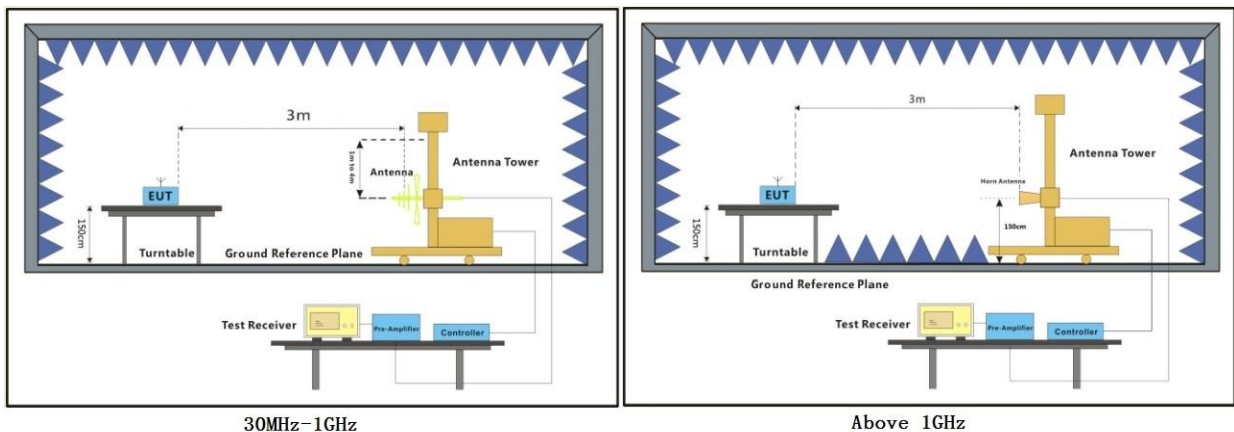 3m
1m to 4m
Antenna
Antenna Tower
EUT
150cm
Turntable
Ground Reference Plane
Test Receiver
Pre-Amplifier
Controller
30MHz-1GHz
3m
Antenna Tower
Horn Antenna
EUT
150cm
150cm
Turntable
Ground Reference Plane
Test Receiver
Pre-Amplifier
Controller
Above 1GHz